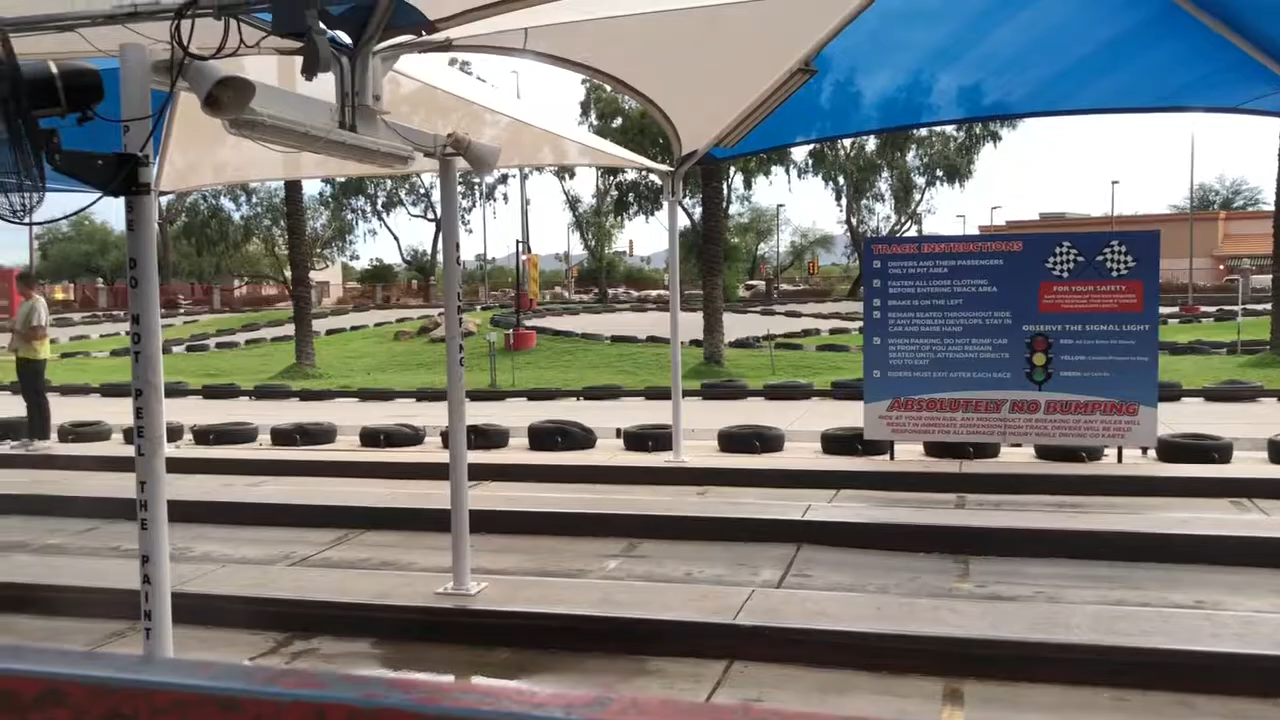 PLEASE DO NOT PEEL THE PAINT
TRACK INSTRUCTIONS
DRIVERS AND THEIR PASSENGERS
ONLY IN PIT AREA
FASTEN ALL LOOSE CLOTHING
BEFORE ENTERING TRACK AREA
BRAKE IS ON THE LEFT
REMAIN SEATED THROUGHOUT RIDE.
IF ANY PROBLEM DEVELOPS, STAY IN
CAR AND RAISE HAND
WHEN PARKING, DO NOT BUMP CAR
IN FRONT OF YOU AND REMAIN
SEATED UNTIL ATTENDANT DIRECTS
YOU TO EXIT
RIDERS MUST EXIT AFTER EACH RACE
FOR YOUR SAFETY
OBSERVE THE SIGNAL LIGHT
RED:
YELLOW:
GREEN:
ABSOLUTELY NO BUMPING
RIDE AT YOUR OWN RISK. ANY MISCONDUCT OR BREAKING OF ANY RULES WILL
RESULT IN IMMEDIATE SUSPENSION FROM TRACK. DRIVERS WILL BE HELD
RESPONSIBLE FOR ALL DAMAGE OR INJURY WHILE DRIVING GO KARTS.